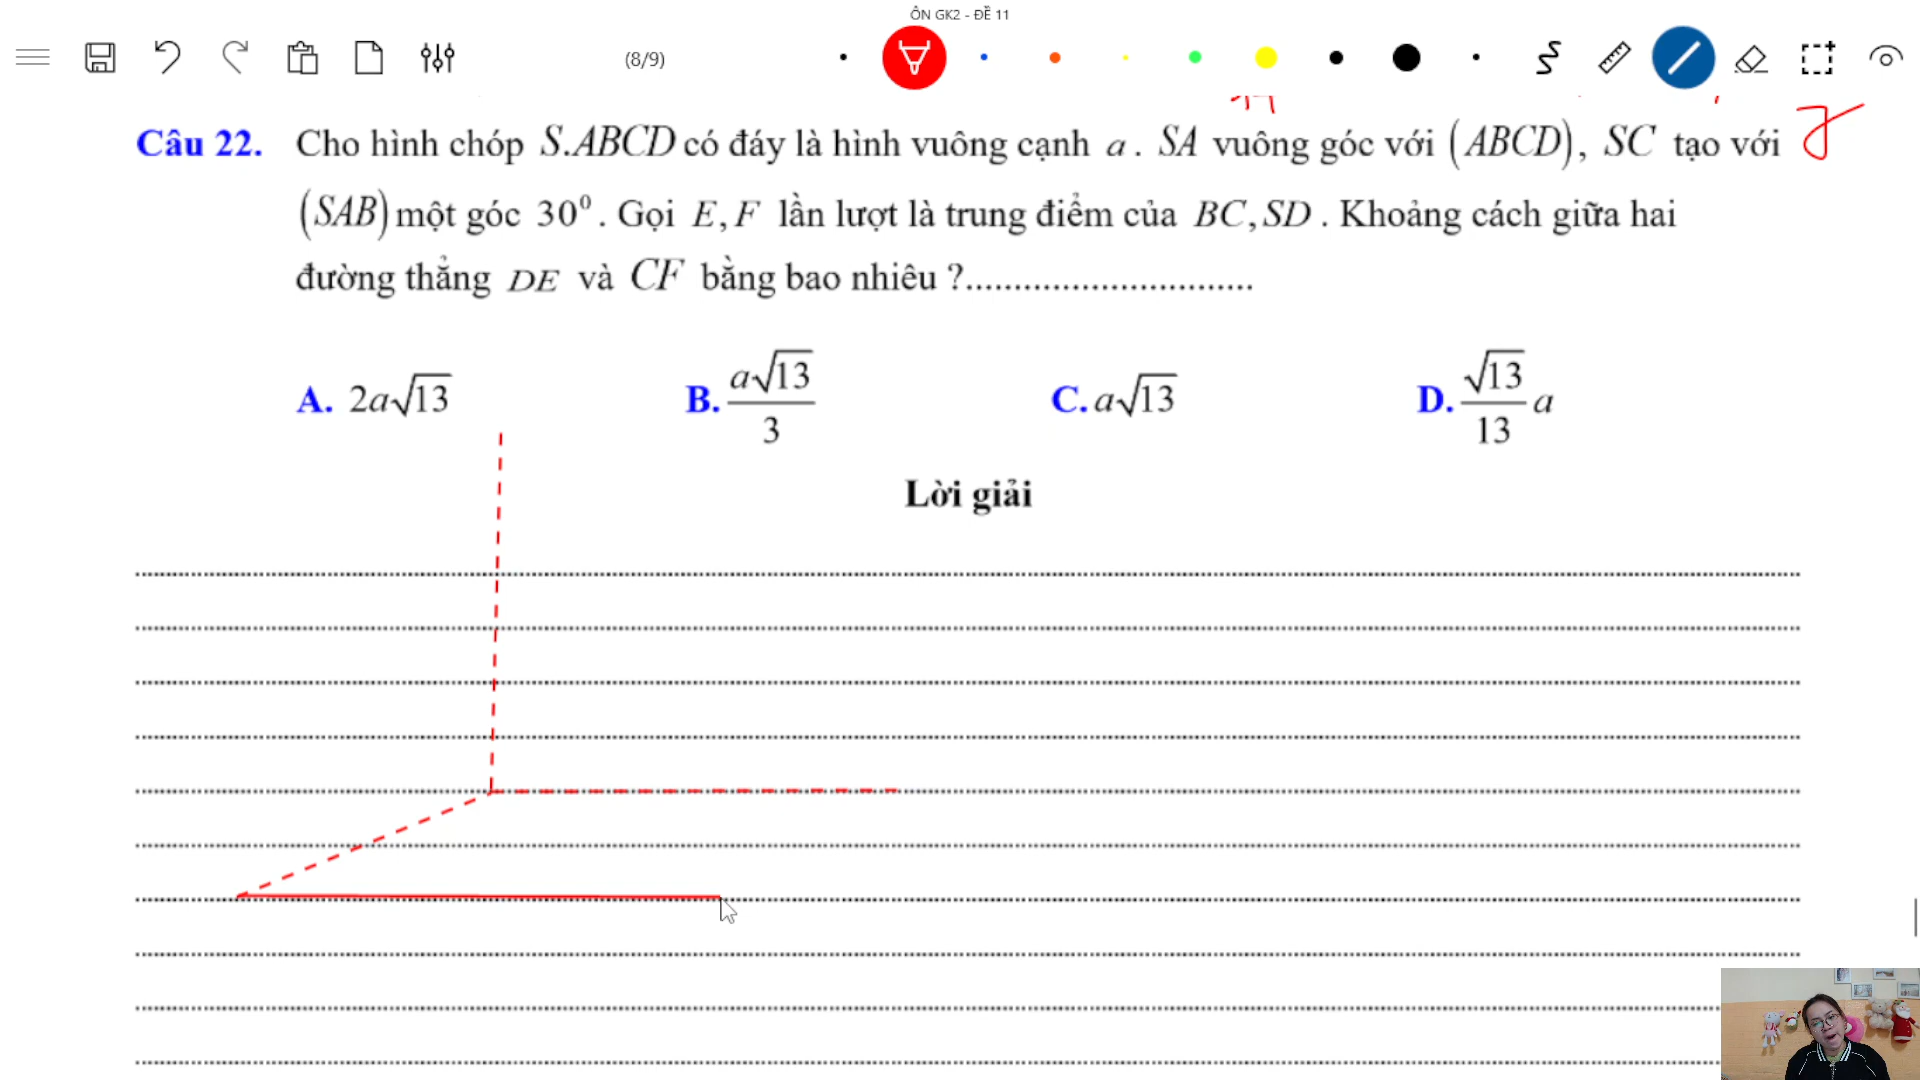 ÔN GK2 - ĐỀ 11
(8/9)
Câu 22. Cho hình chóp S.ABCD có đáy là hình vuông cạnh a . SA vuông góc với (ABCD), SC tạo với
(SAB) một góc 30⁰ . Gọi E, F lần lượt là trung điểm của BC, SD . Khoảng cách giữa hai
đường thẳng DE và CF bằng bao nhiêu ?..............................
A. 2a√13 B. a√13/3 C. a√13 D. √13/13 a
Lời giải